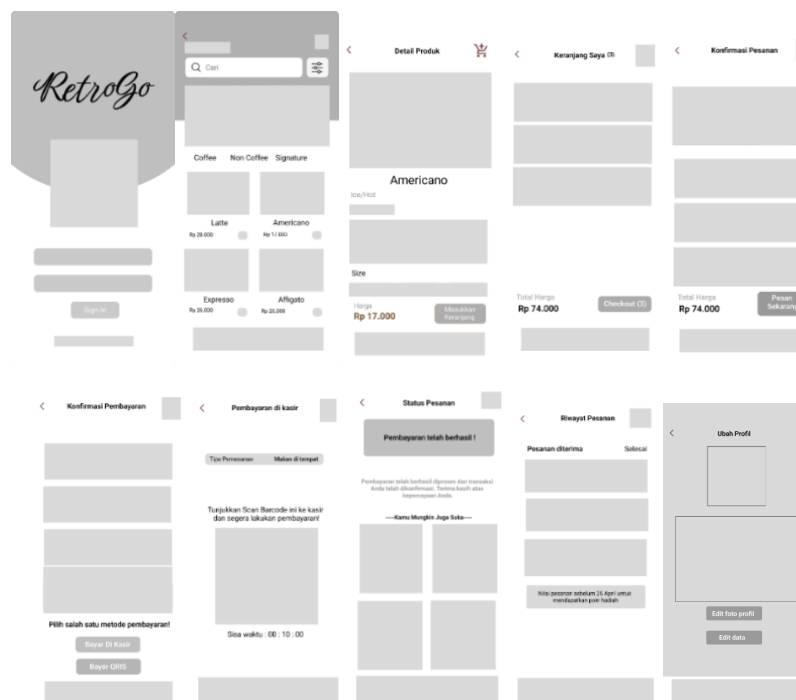 RetroGo
Sign in
Cari
Coffee Non Coffee Signature
Latte Americano
Rp 28.000 Rp 17.000
Expresso Affigato
Rp 26.000 Rp 25.000
Detail Produk
Americano
Ice/Hot
Size
Harga
Rp 17.000
Masukkan
Keranjang
Keranjang Saya (3)
Total Harga
Rp 74.000
Checkout (3)
Konfirmasi Pesanan
Total Harga
Rp 74.000
Pesan
Sekarang
Konfirmasi Pembayaran
Pilih salah satu metode pembayaran!
Bayar Di Kasir
Bayar QRIS
Pembayaran di kasir
Tipe Pemesanan Makan di tempat
Tunjukkan Scan Barcode ini ke kasir
dan segera lakukan pembayaran!
Sisa waktu : 00 : 10 : 00
Status Pesanan
Pembayaran telah berhasil !
Pembayaran telah berhasil diproses dan transaksi
Anda telah dikonfirmasi. Terima kasih atas
kepercayaan Anda.
----Kamu Mungkin Juga Suka----
Riwayat Pesanan
Pesanan diterima Selesai
Nilai pesanan sebelum 26 April untuk
mendapatkan poin hadiah
Ubah Profil
Edit foto profil
Edit data